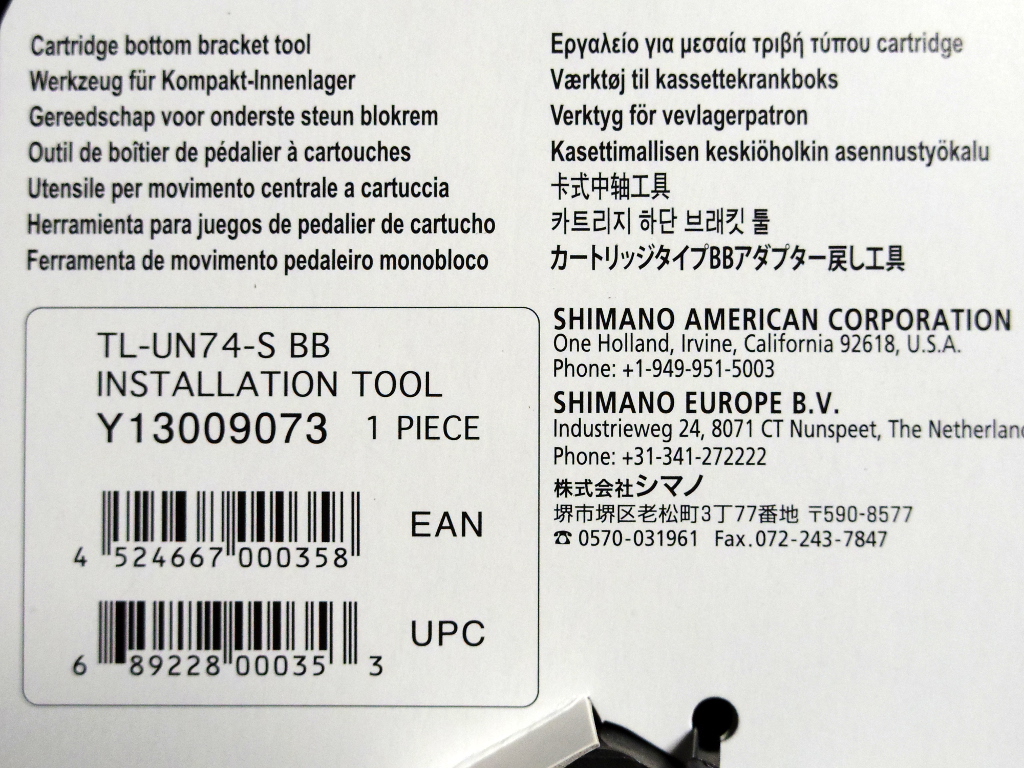 Cartridge bottom bracket tool
Werkzeug für Kompakt-Innenlager
Gereedschap voor onderste steun blokrem
Outil de boîtier de pédalier à cartouches
Utensile per movimento centrale a cartuccia
Herramienta para juegos de pedalier de cartucho
Ferramenta de movimento pedaleiro monobloco
Εργαλείο για μεσαία τριβή τύπου cartridge
Værktøj til kassettekrankboks
Verktyg för vevlagerpatron
Kasettimallisen keskiöholkin asennustyökalu
卡式中轴工具
카트리지 하단 브래킷 툴
カートリッジタイプBBアダプター戻し工具
TL-UN74-S BB
INSTALLATION TOOL
Y13009073 1 PIECE
EAN
4 524667 000358
UPC
6 89228 00035 3
SHIMANO AMERICAN CORPORATION
One Holland, Irvine, California 92618, U.S.A.
Phone: +1-949-951-5003
SHIMANO EUROPE B.V.
Industrieweg 24, 8071 CT Nunspeet, The Netherland
Phone: +31-341-272222
株式会社シマノ
堺市堺区老松町3丁77番地 〒590-8577
☎ 0570-031961 Fax.072-243-7847